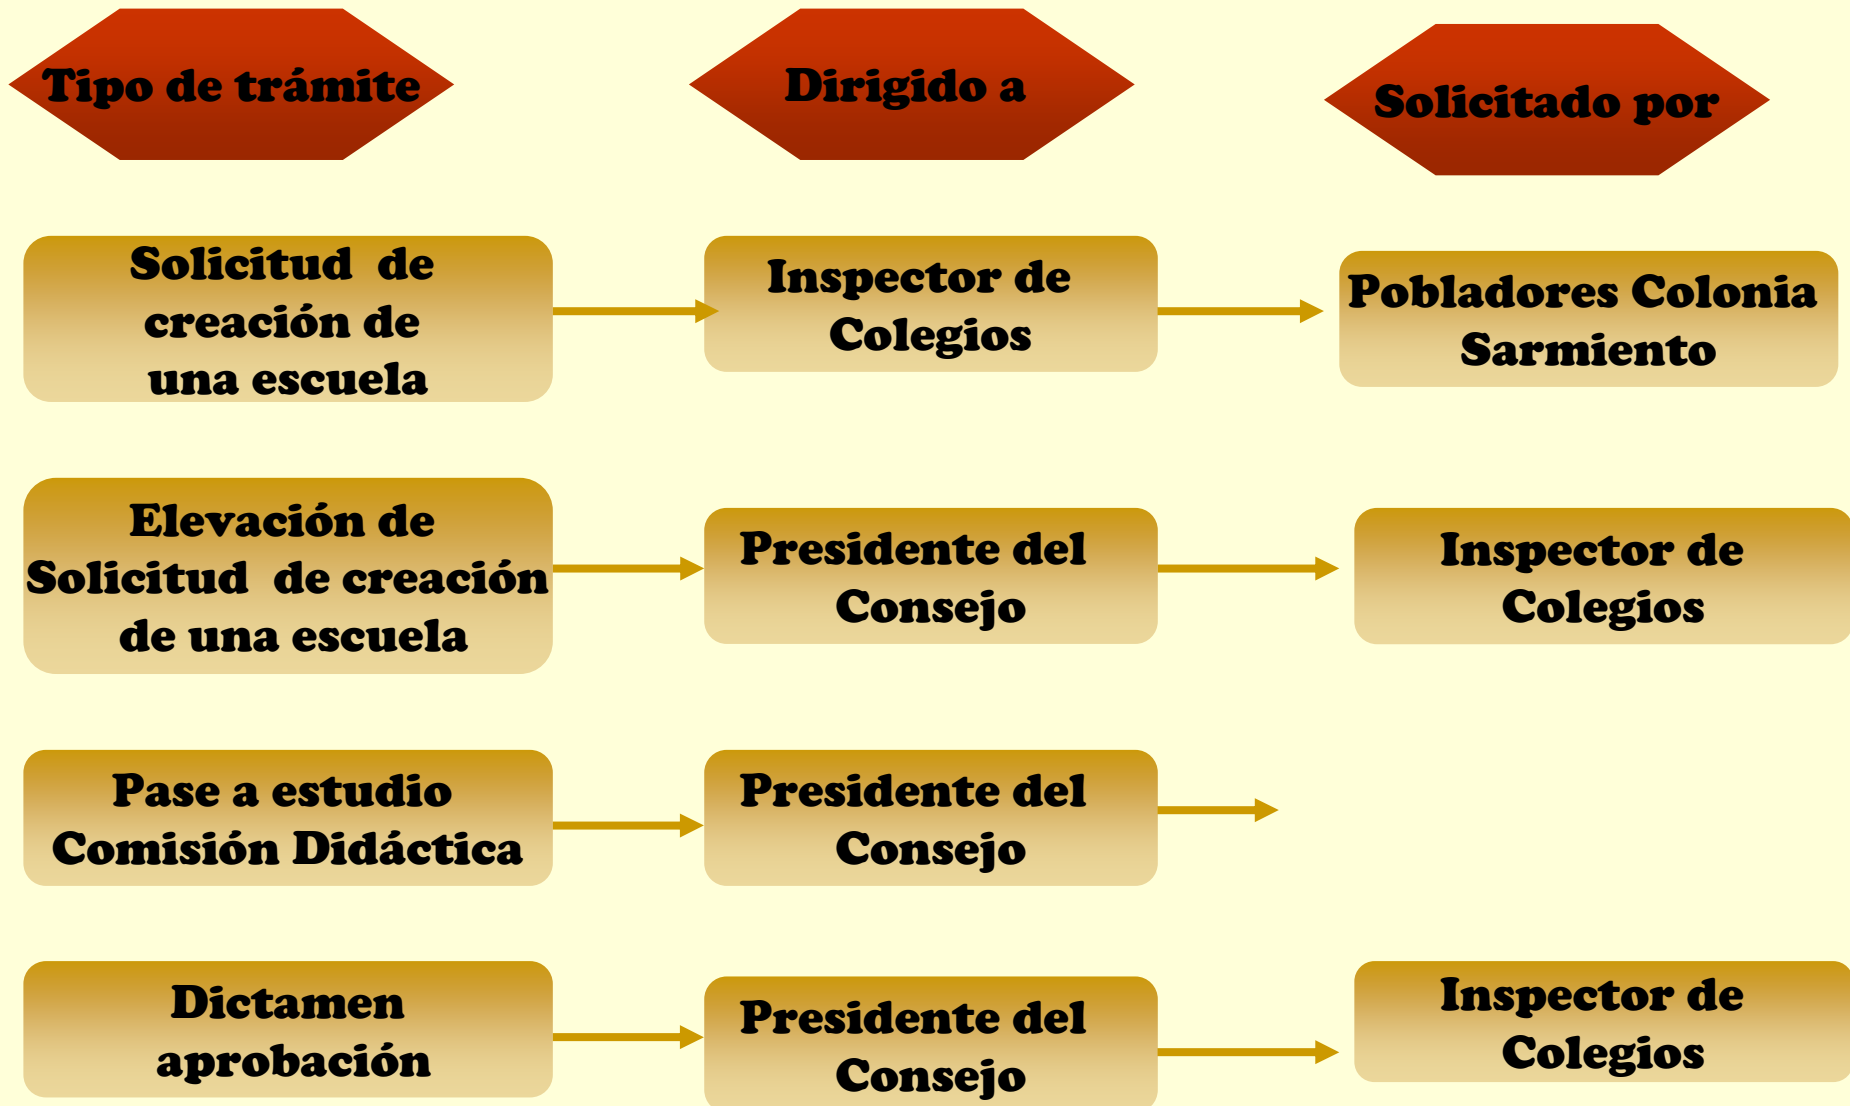 Tipo de trámite
Dirigido a
Solicitado por
Solicitud de
creación de
una escuela
Inspector de
Colegios
Pobladores Colonia
Sarmiento
Elevación de
Solicitud de creación
de una escuela
Presidente del
Consejo
Inspector de
Colegios
Pase a estudio
Comisión Didáctica
Presidente del
Consejo
Dictamen
aprobación
Presidente del
Consejo
Inspector de
Colegios